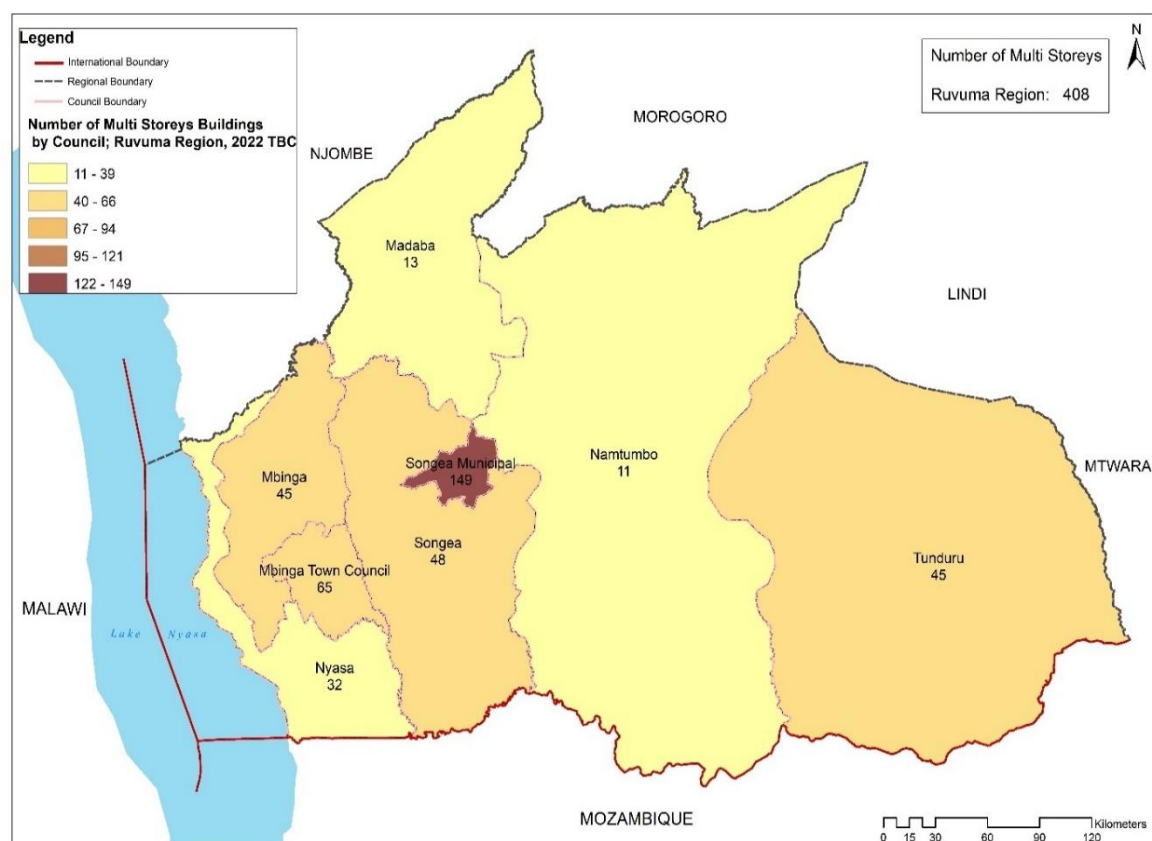 Legend
International Boundary
Regional Boundary
Council Boundary
Number of Multi Storeys Buildings
by Council; Ruvuma Region, 2022 TBC
11 - 39
40 - 66
67 - 94
95 - 121
122 - 149
Number of Multi Storeys
Ruvuma Region: 408
N
MOROGORO
NJOMBE
Madaba
13
LINDI
Songea Municipal
149
Namtumbo
11
MTWARA
Mbinga
45
Songea
48
Tunduru
45
Mbinga Town Council
65
MALAWI
Lake Nyasa
Nyasa
32
MOZAMBIQUE
Kilometers
0 15 30 60 90 120